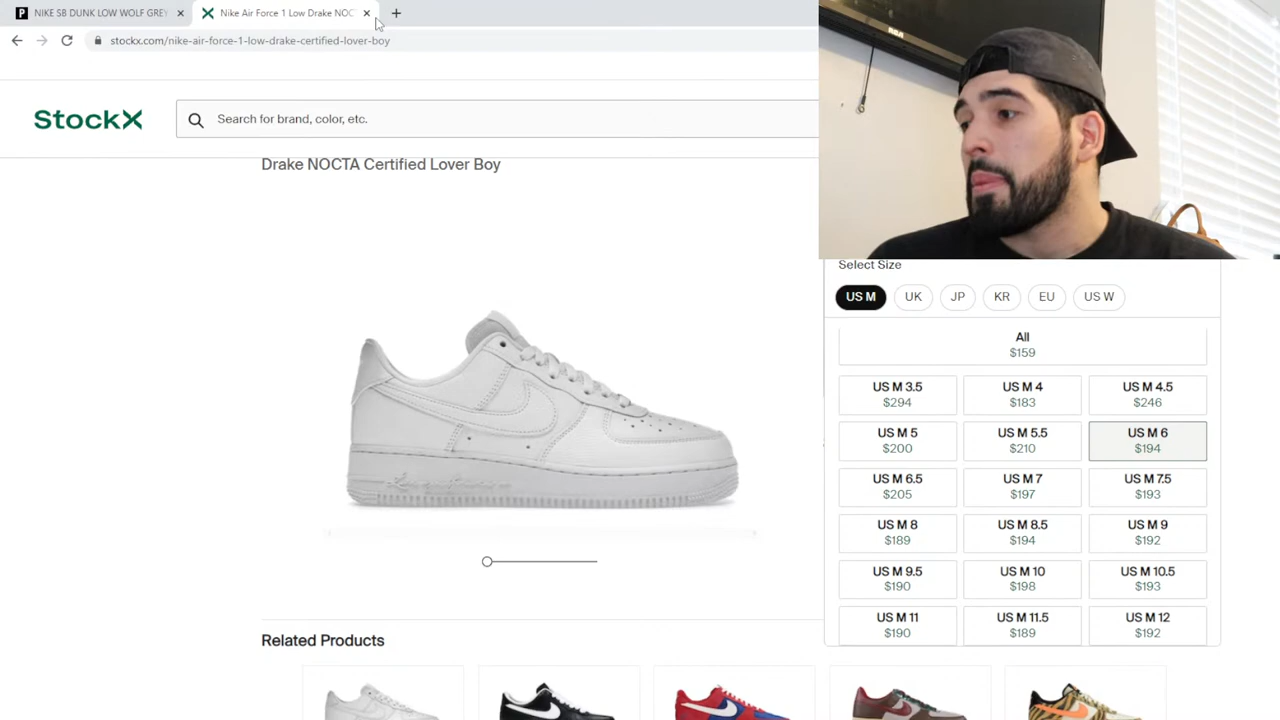 P NIKE SB DUNK LOW WOLF GREY
Nike Air Force 1 Low Drake NOCT
stockx.com/nike-air-force-1-low-drake-certified-lover-boy
RCA
StockX
Search for brand, color, etc.
Drake NOCTA Certified Lover Boy
Select Size
US M UK JP KR EU US W
All
$159
US M 3.5 US M 4 US M 4.5
$294 $183 $246
US M 5 US M 5.5 US M 6
$200 $210 $194
US M 6.5 US M 7 US M 7.5
$205 $197 $193
US M 8 US M 8.5 US M 9
$189 $194 $192
US M 9.5 US M 10 US M 10.5
$190 $198 $193
US M 11 US M 11.5 US M 12
$190 $189 $192
Related Products